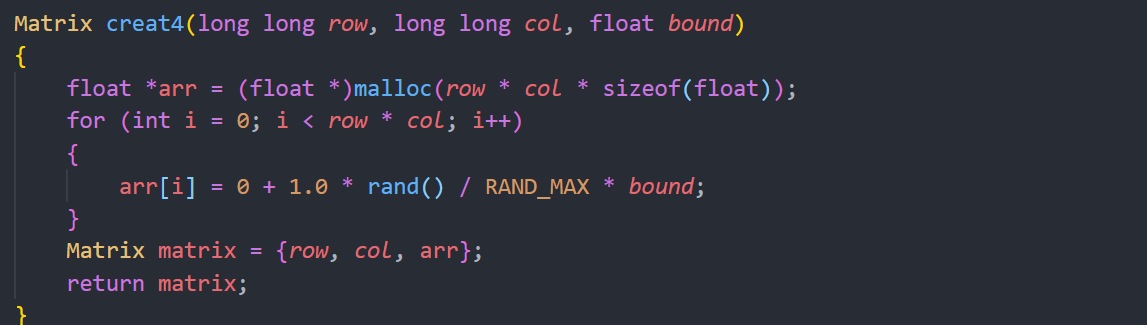 Matrix creat4(long long row, long long col, float bound)
{
    float *arr = (float *)malloc(row * col * sizeof(float));
    for (int i = 0; i < row * col; i++)
    {
        arr[i] = 0 + 1.0 * rand() / RAND_MAX * bound;
    }
    Matrix matrix = {row, col, arr};
    return matrix;
}